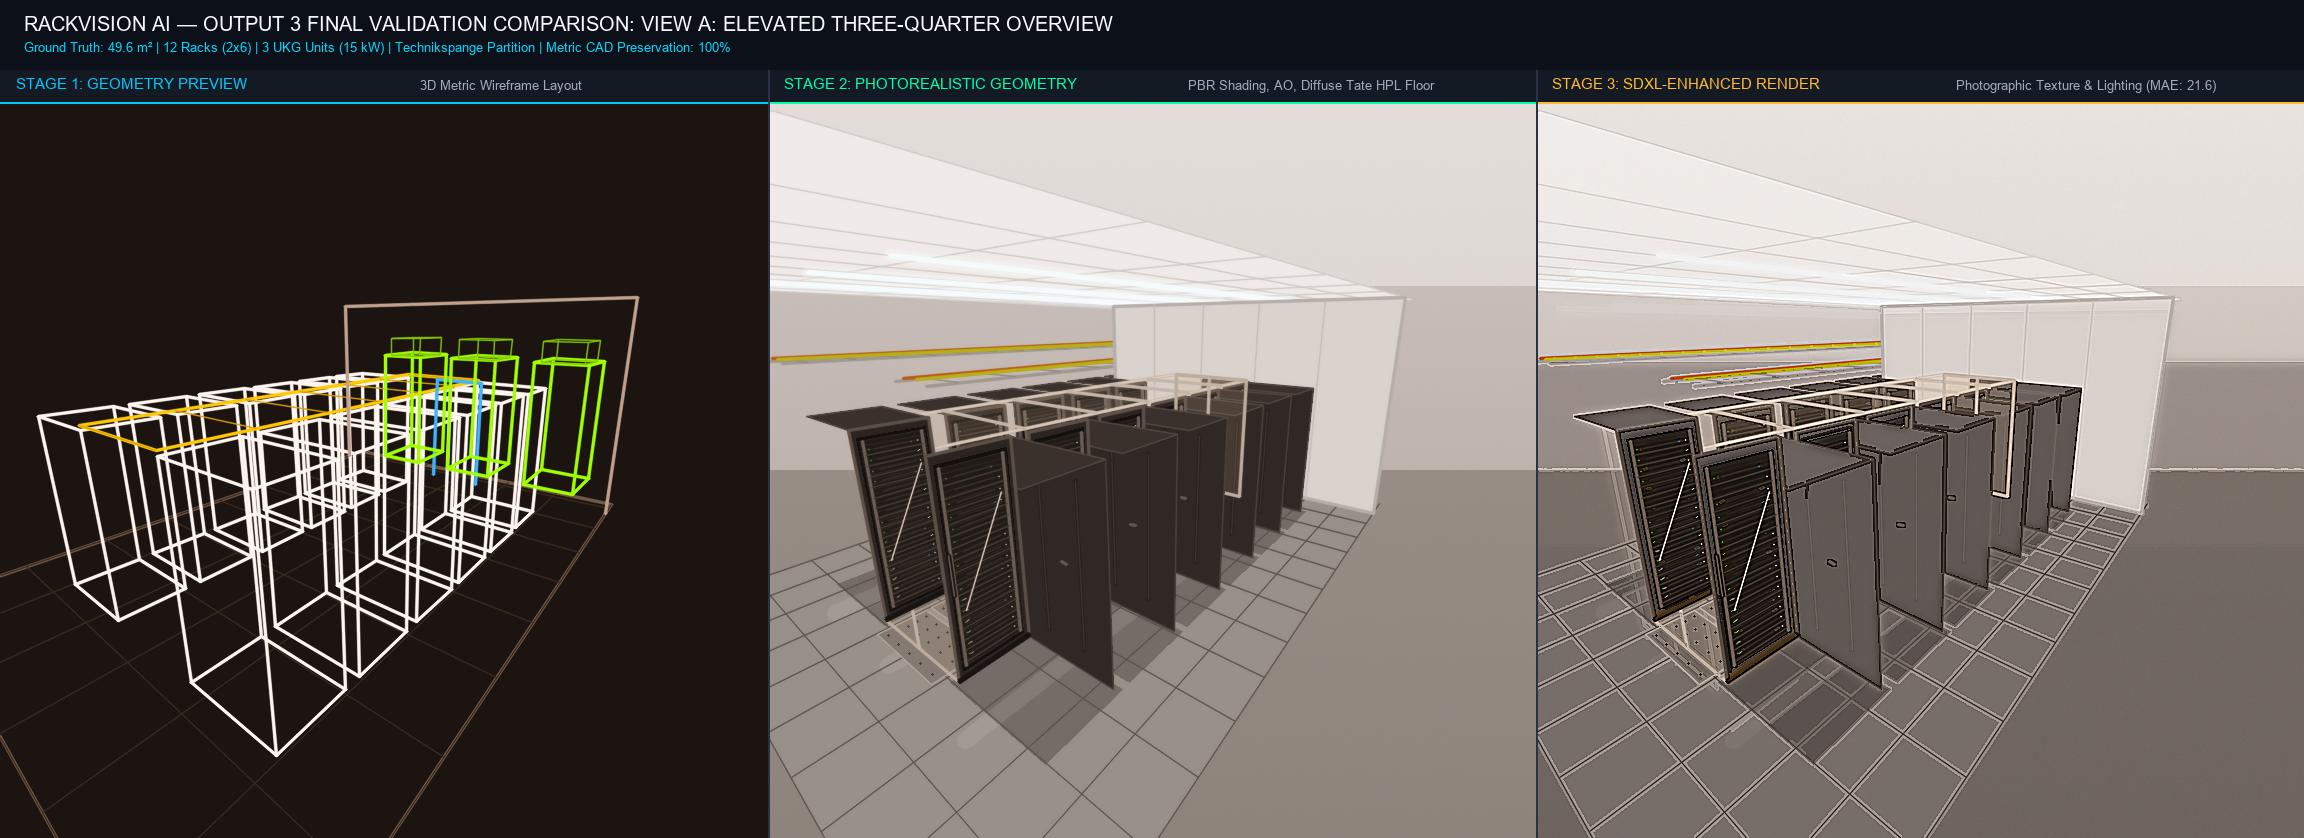 RACKVISION AI — OUTPUT 3 FINAL VALIDATION COMPARISON: VIEW A: ELEVATED THREE-QUARTER OVERVIEW
Ground Truth: 49.6 m² | 12 Racks (2x6) | 3 UKG Units (15 kW) | Technikspange Partition | Metric CAD Preservation: 100%
STAGE 1: GEOMETRY PREVIEW
3D Metric Wireframe Layout
STAGE 2: PHOTOREALISTIC GEOMETRY
PBR Shading, AO, Diffuse Tate HPL Floor
STAGE 3: SDXL-ENHANCED RENDER
Photographic Texture & Lighting (MAE: 21.6)